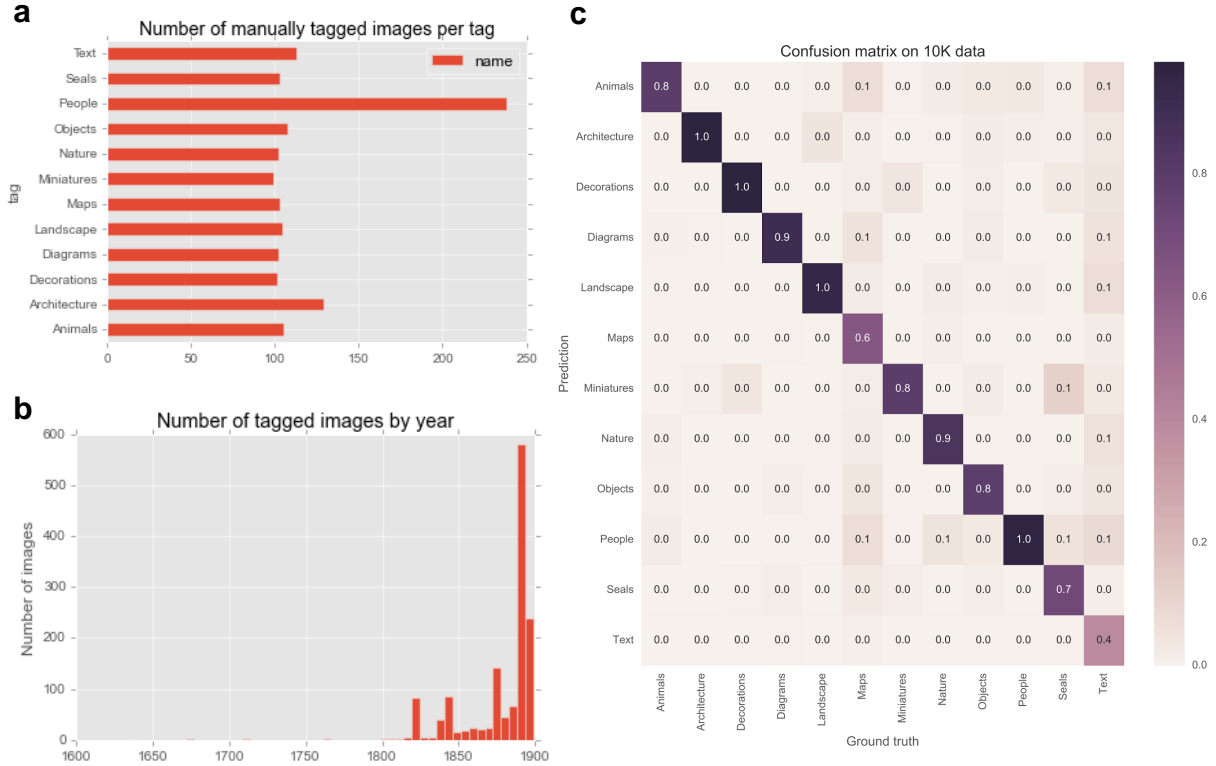 a
Number of manually tagged images per tag
name
tag
Text
Seals
People
Objects
Nature
Miniatures
Maps
Landscape
Diagrams
Decorations
Architecture
Animals
0 50 100 150 200 250
b
Number of tagged images by year
Number of images
600
500
400
300
200
100
0
1600 1650 1700 1750 1800 1850 1900
c
Confusion matrix on 10K data
Prediction
Animals 0.8 0.0 0.0 0.0 0.0 0.1 0.0 0.0 0.0 0.0 0.0 0.1
Architecture 0.0 1.0 0.0 0.0 0.0 0.0 0.0 0.0 0.0 0.0 0.0 0.0
Decorations 0.0 0.0 1.0 0.0 0.0 0.0 0.0 0.0 0.0 0.0 0.0 0.0
Diagrams 0.0 0.0 0.0 0.9 0.0 0.1 0.0 0.0 0.0 0.0 0.0 0.1
Landscape 0.0 0.0 0.0 0.0 1.0 0.0 0.0 0.0 0.0 0.0 0.0 0.1
Maps 0.0 0.0 0.0 0.0 0.0 0.6 0.0 0.0 0.0 0.0 0.0 0.0
Miniatures 0.0 0.0 0.0 0.0 0.0 0.0 0.8 0.0 0.0 0.0 0.1 0.0
Nature 0.0 0.0 0.0 0.0 0.0 0.0 0.0 0.9 0.0 0.0 0.0 0.1
Objects 0.0 0.0 0.0 0.0 0.0 0.0 0.0 0.0 0.8 0.0 0.0 0.0
People 0.0 0.0 0.0 0.0 0.0 0.1 0.0 0.1 0.0 1.0 0.1 0.1
Seals 0.0 0.0 0.0 0.0 0.0 0.0 0.0 0.0 0.0 0.0 0.7 0.0
Text 0.0 0.0 0.0 0.0 0.0 0.0 0.0 0.0 0.0 0.0 0.0 0.4
Animals Architecture Decorations Diagrams Landscape Maps Miniatures Nature Objects People Seals Text
Ground truth
0.8
0.6
0.4
0.2
0.0